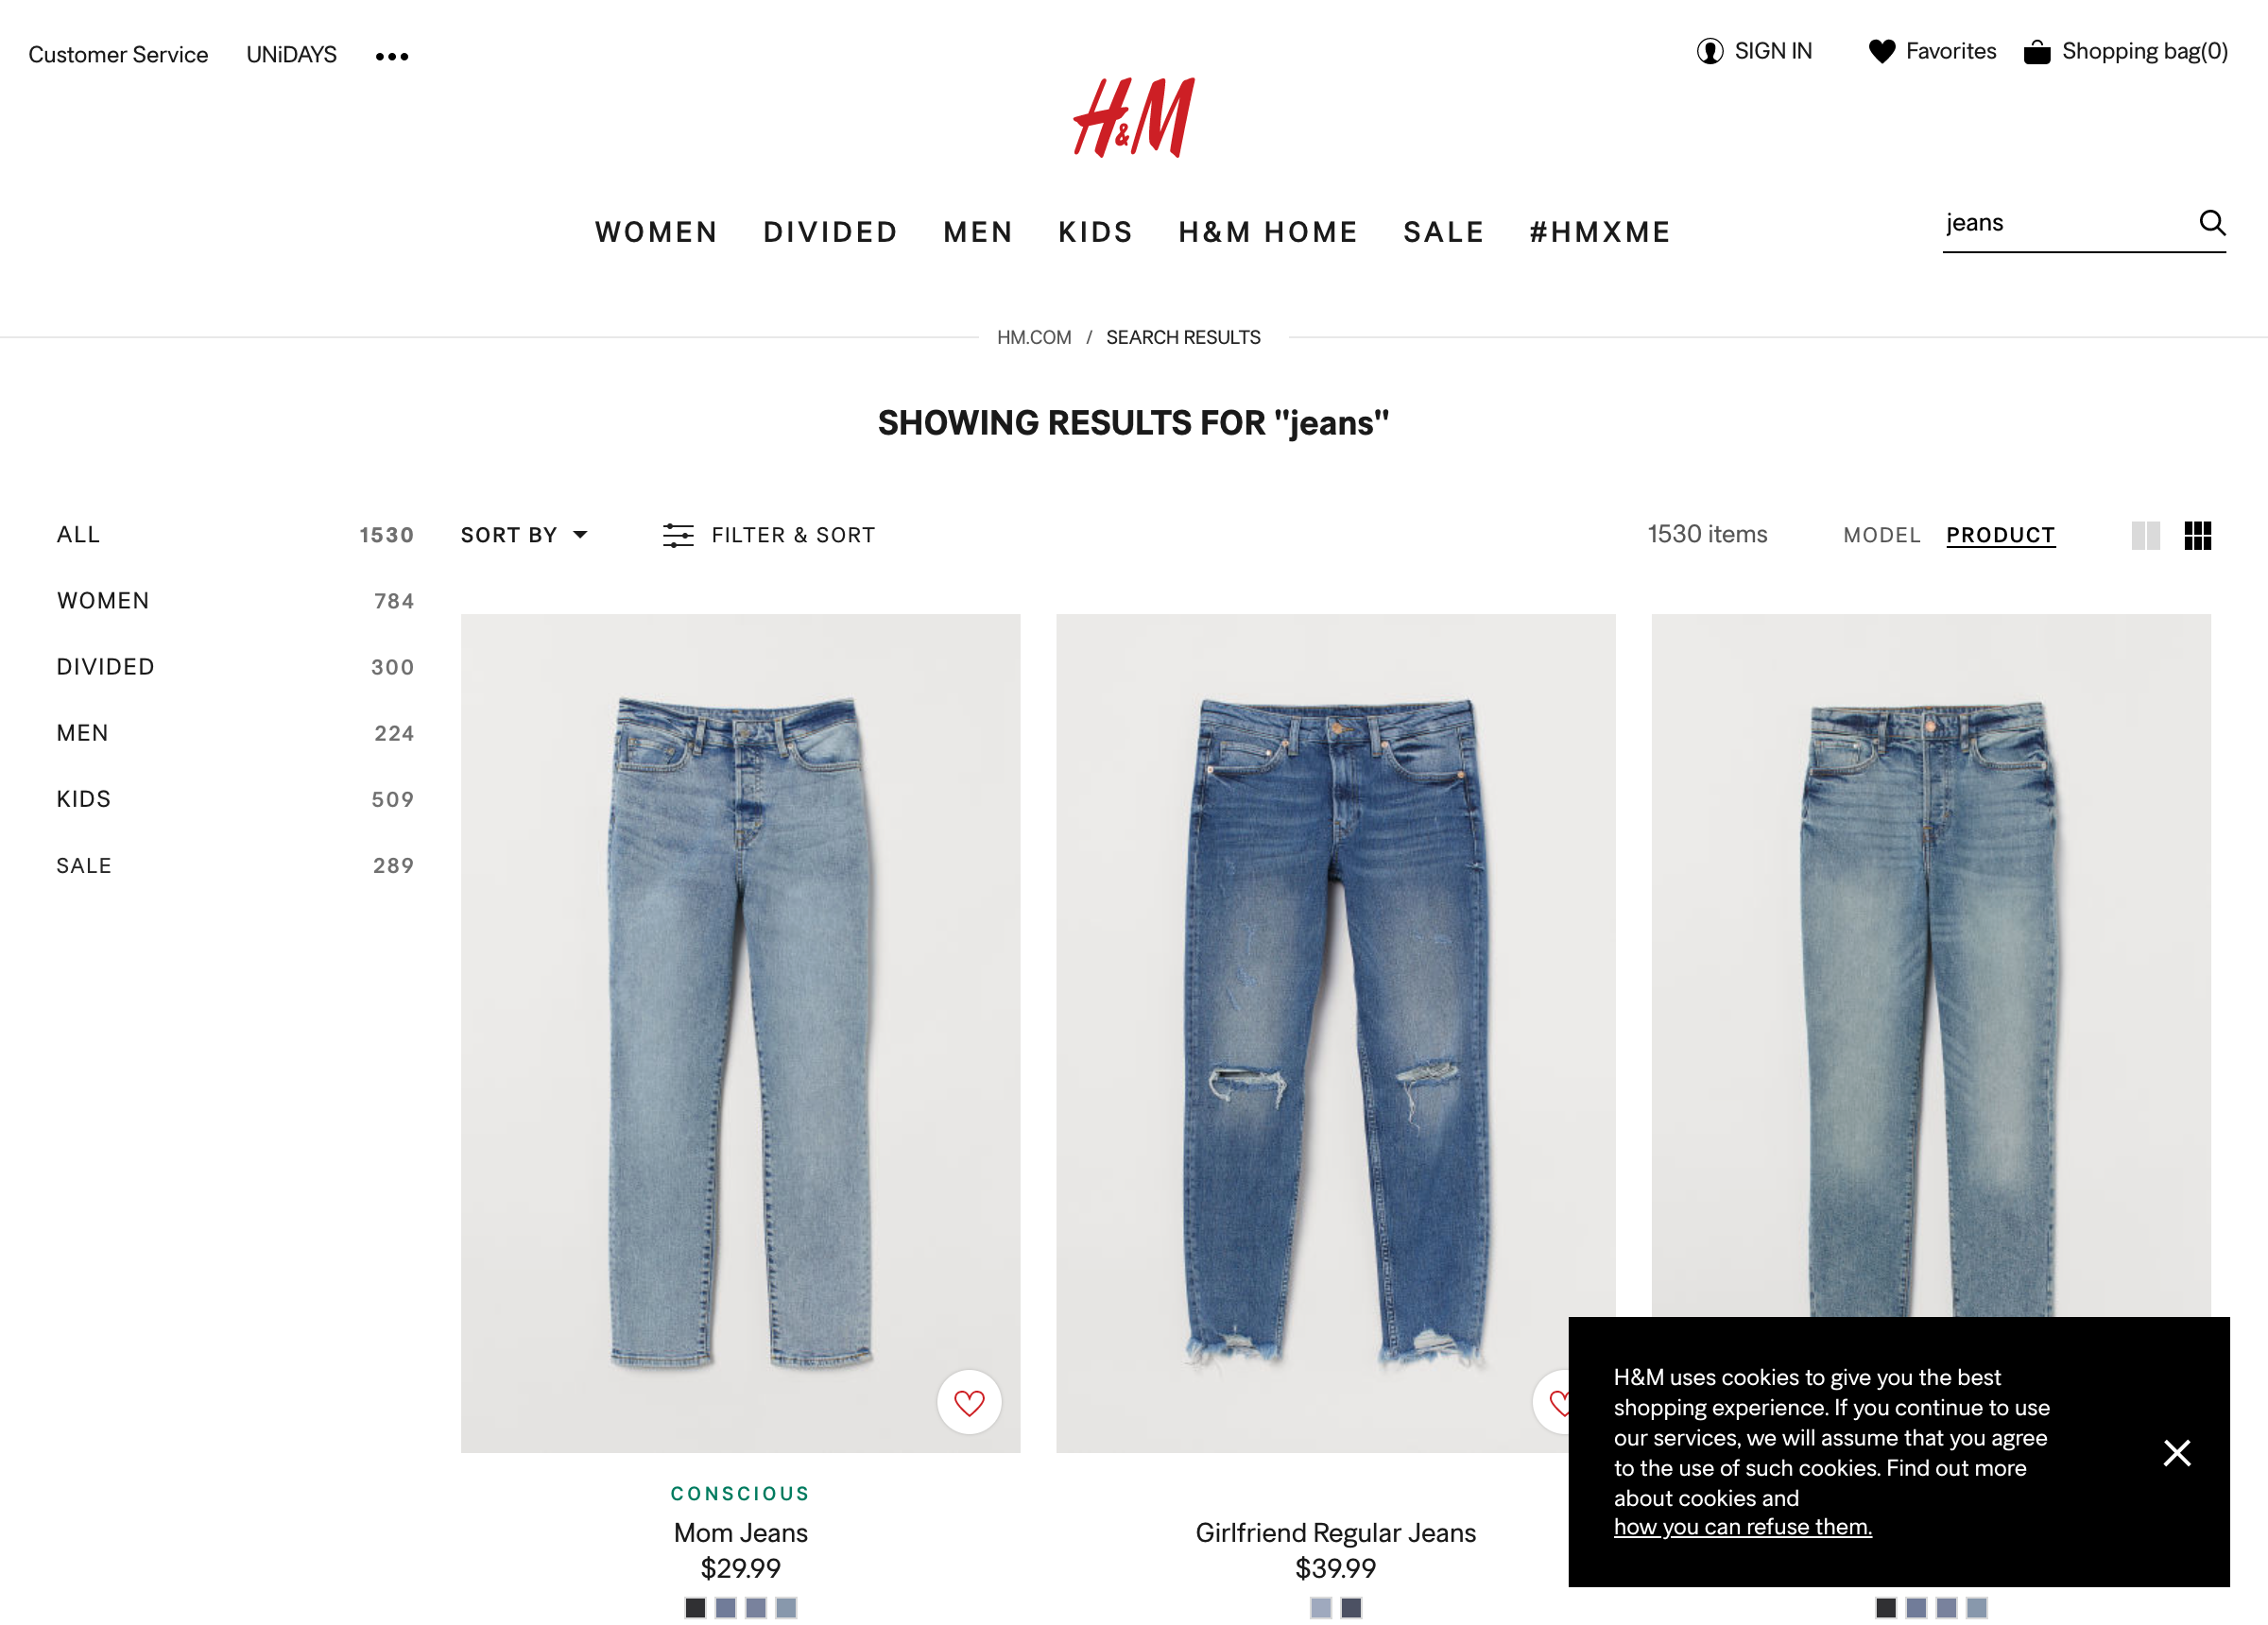 Customer Service UNiDAYS
SIGN IN Favorites Shopping bag(0)
H&M
WOMEN DIVIDED MEN KIDS H&M HOME SALE #HMXME
jeans
HM.COM / SEARCH RESULTS
SHOWING RESULTS FOR "jeans"
ALL 1530
WOMEN 784
DIVIDED 300
MEN 224
KIDS 509
SALE 289
SORT BY FILTER & SORT 1530 items MODEL PRODUCT
CONSCIOUS
Mom Jeans
$29.99
Girlfriend Regular Jeans
$39.99
H&M uses cookies to give you the best
shopping experience. If you continue to use
our services, we will assume that you agree
to the use of such cookies. Find out more
about cookies and
how you can refuse them.